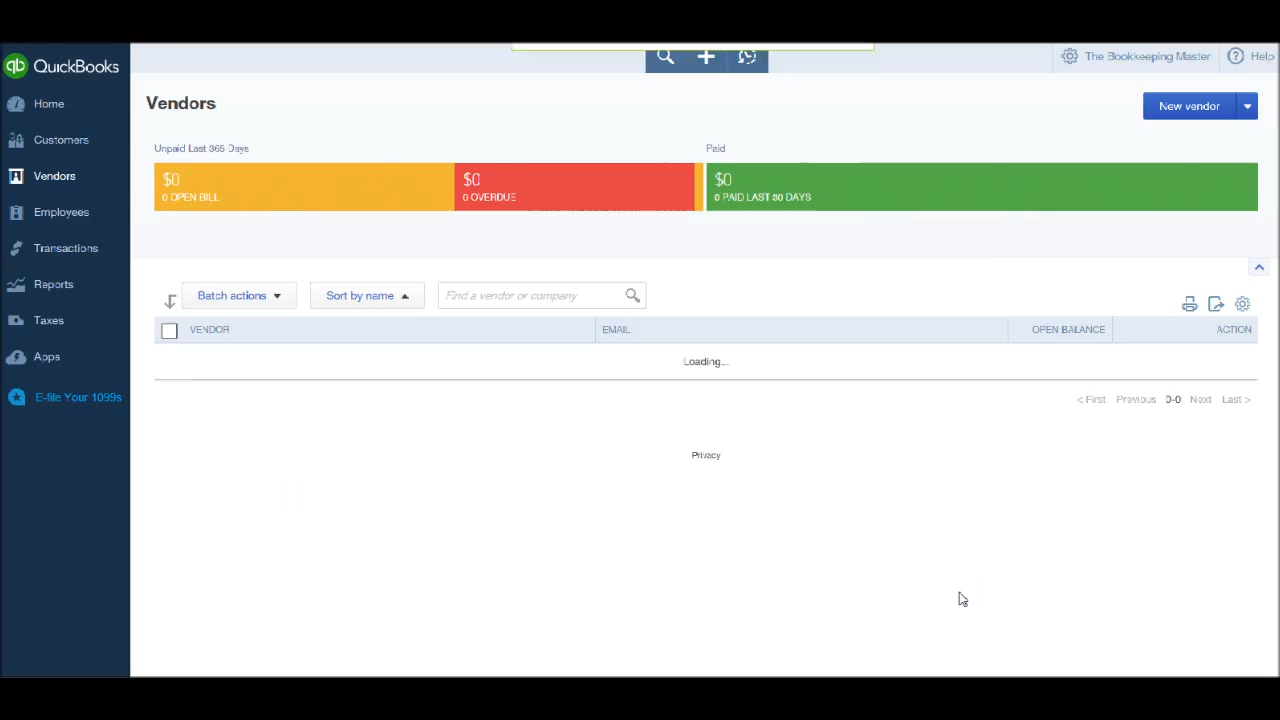 qb QuickBooks
The Bookkeeping Master
Help
Home
Customers
Vendors
Employees
Transactions
Reports
Taxes
Apps
E-file Your 1099s
Vendors
New vendor
Unpaid Last 365 Days
Paid
$0
0 OPEN BILL
$0
0 OVERDUE
$0
0 PAID LAST 30 DAYS
Batch actions
Sort by name
Find a vendor or company
VENDOR
EMAIL
OPEN BALANCE
ACTION
Loading...
< First Previous 0-0 Next Last >
Privacy